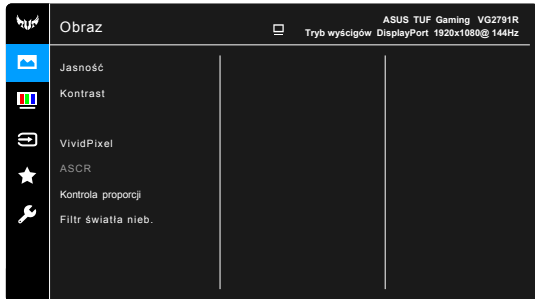 Obraz
ASUS TUF Gaming VG2791R
Tryb wyścigów DisplayPort 1920x1080@ 144Hz
Jasność
Kontrast
VividPixel
ASCR
Kontrola proporcji
Filtr światła nieb.